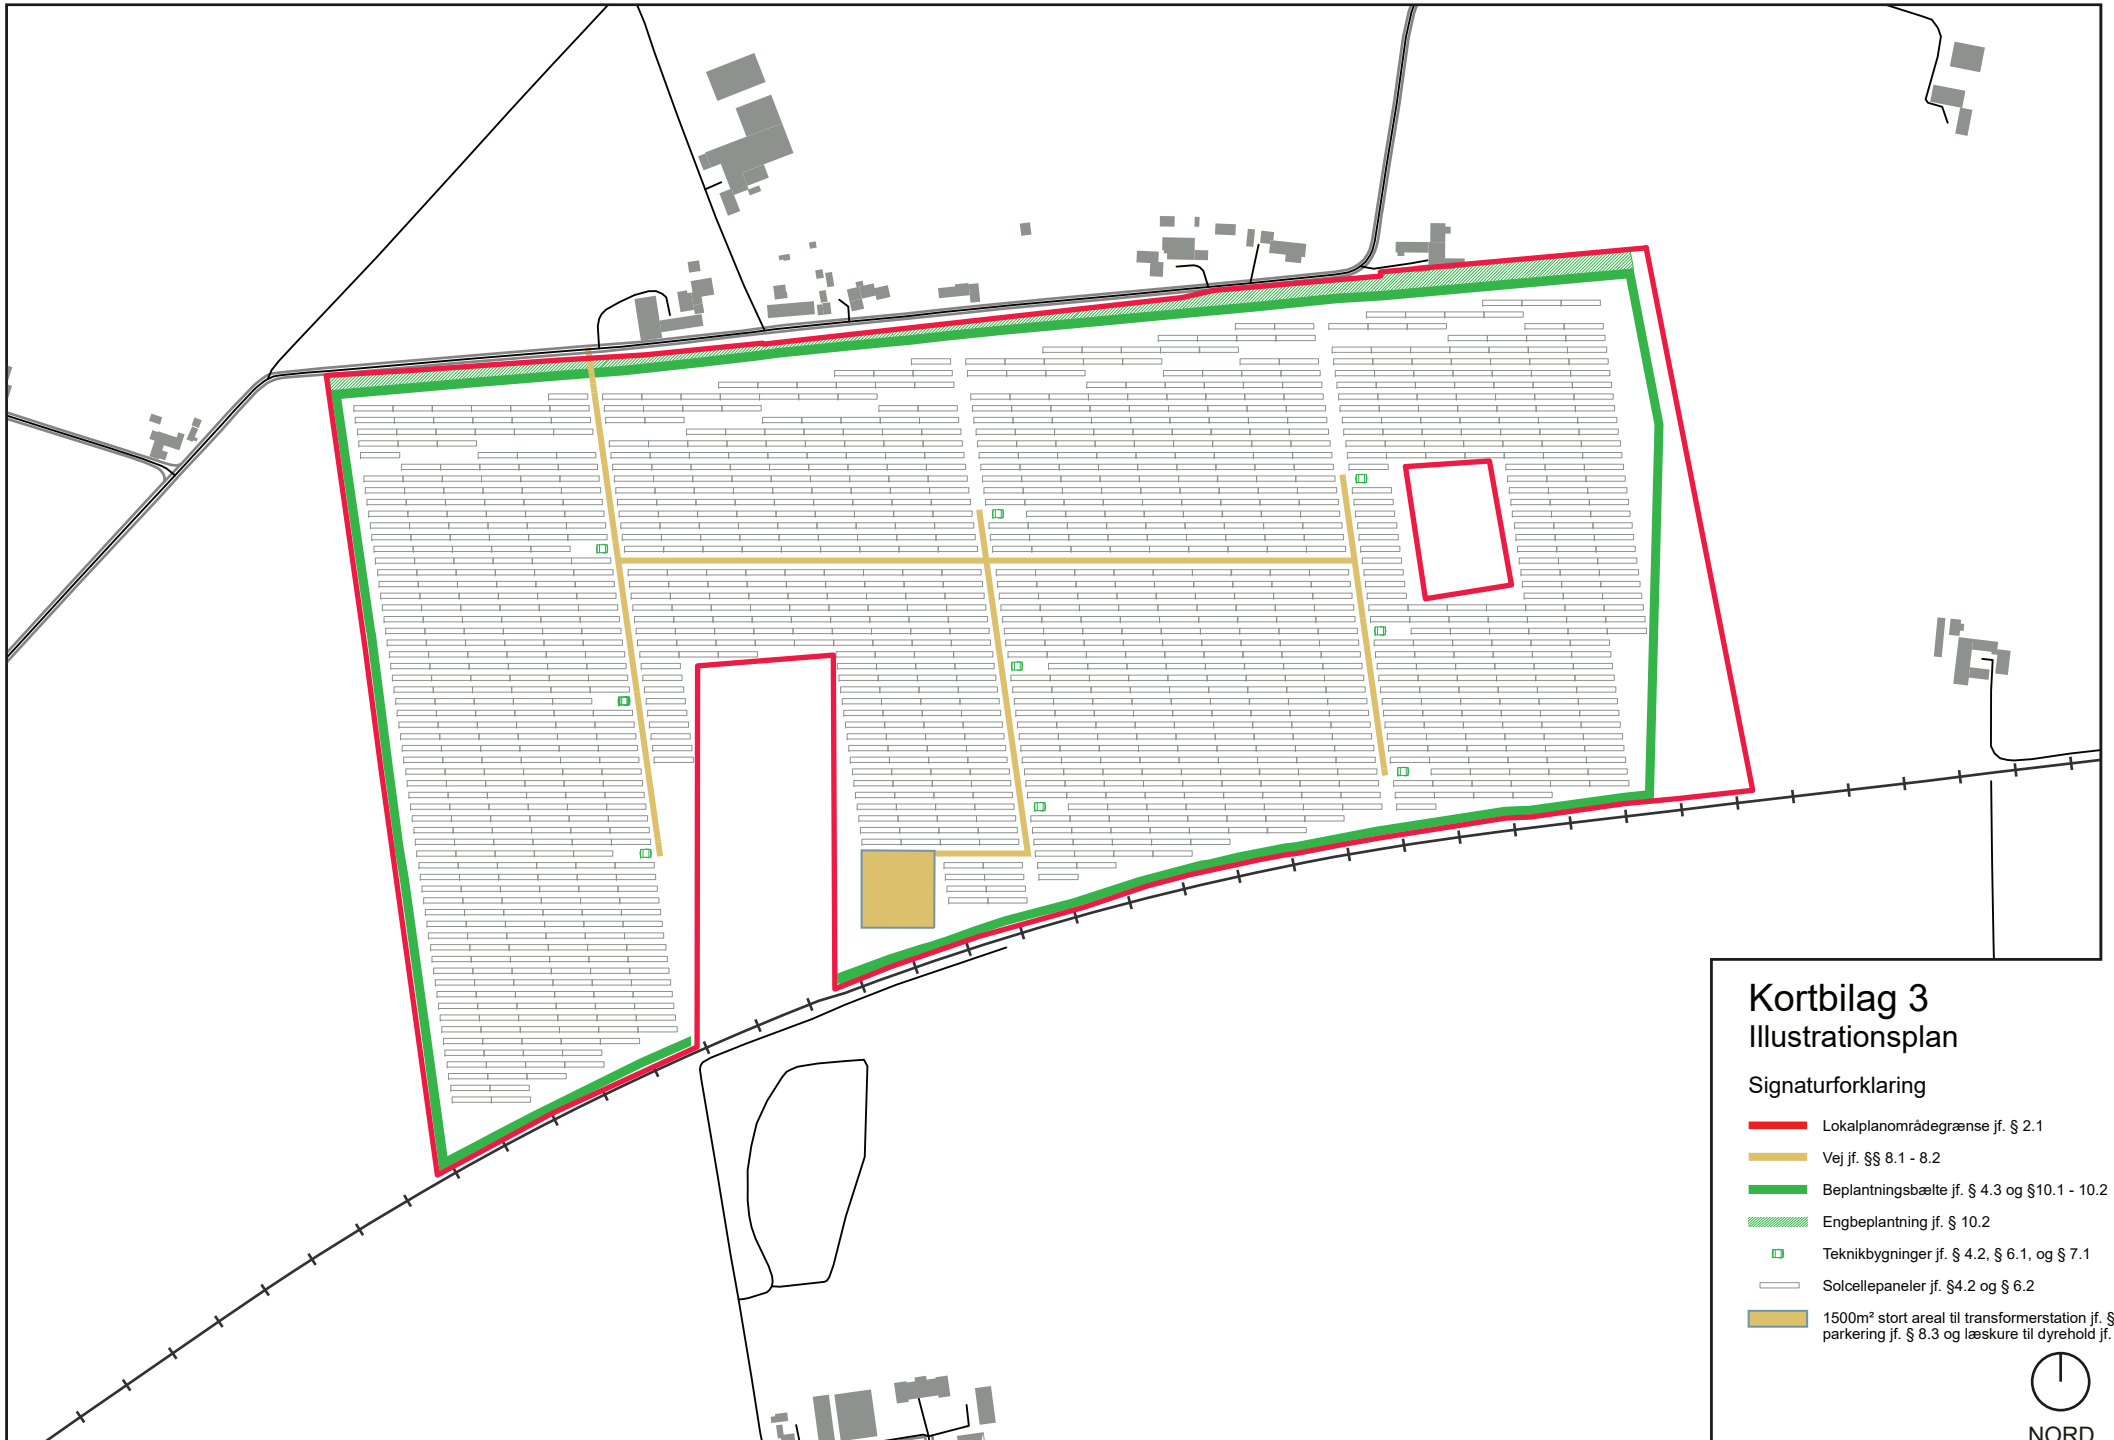 Kortbilag 3
Illustrationsplan
Signaturforklaring
Lokalplanområdegrænse jf. § 2.1
Vej jf. §§ 8.1 - 8.2
Beplantningsbælte jf. § 4.3 og §10.1 - 10.2
Engbeplantning jf. § 10.2
Teknikbygninger jf. § 4.2, § 6.1, og § 7.1
Solcellepaneler jf. §4.2 og § 6.2
1500m² stort areal til transformerstation jf. §
parkering jf. § 8.3 og læskure til dyrehold jf.
NORD